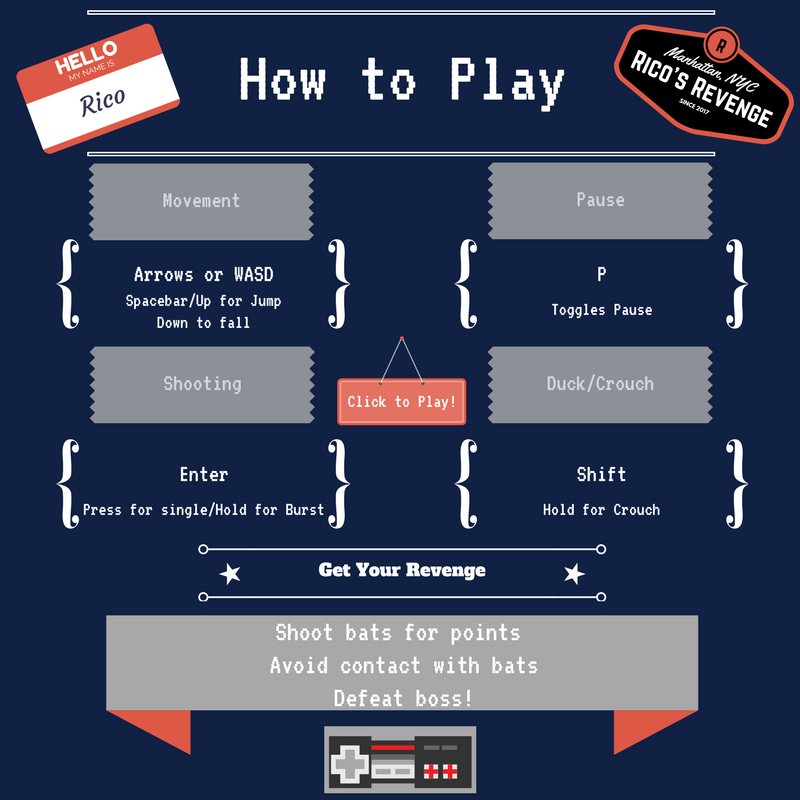 HELLO
MY NAME IS
Rico
How to Play
R
Manhattan, NYC
RICO'S REVENGE
SINCE 2017
Movement
Pause
Arrows or WASD
Spacebar/Up for Jump
Down to fall
P
Toggles Pause
Shooting
Click to Play!
Duck/Crouch
Enter
Press for single/Hold for Burst
Shift
Hold for Crouch
Get Your Revenge
Shoot bats for points
Avoid contact with bats
Defeat boss!